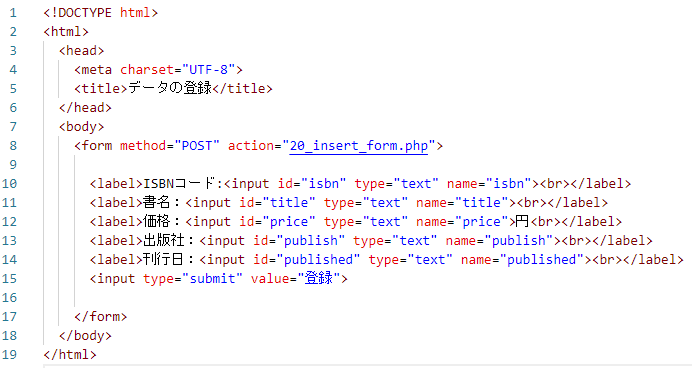 1 <!DOCTYPE html>
2 <html>
3 <head>
4 <meta charset="UTF-8">
5 <title>データの登録</title>
6 </head>
7 <body>
8 <form method="POST" action="20_insert_form.php">
9
10 <label>ISBNコード:<input id="isbn" type="text" name="isbn"><br></label>
11 <label>書名：<input id="title" type="text" name="title"><br></label>
12 <label>価格：<input id="price" type="text" name="price">円<br></label>
13 <label>出版社：<input id="publish" type="text" name="publish"><br></label>
14 <label>刊行日：<input id="published" type="text" name="published"><br></label>
15 <input type="submit" value="登録">
16
17 </form>
18 </body>
19 </html>